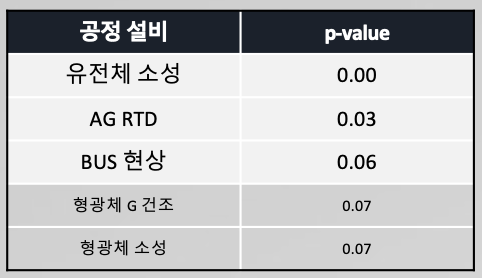 공정 설비 p-value
유전체 소성 0.00
AG RTD 0.03
BUS 현상 0.06
형광체 G 건조 0.07
형광체 소성 0.07